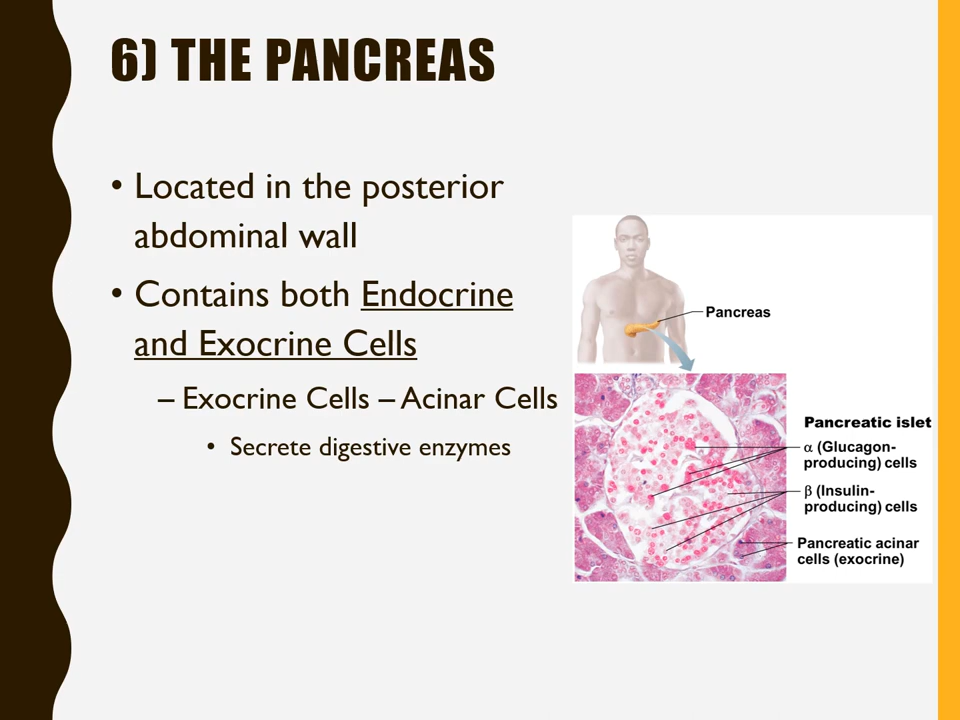 6) THE PANCREAS
• Located in the posterior
abdominal wall
• Contains both Endocrine
and Exocrine Cells
– Exocrine Cells – Acinar Cells
• Secrete digestive enzymes
Pancreas
Pancreatic islet
α (Glucagon-
producing) cells
β (Insulin-
producing) cells
Pancreatic acinar
cells (exocrine)